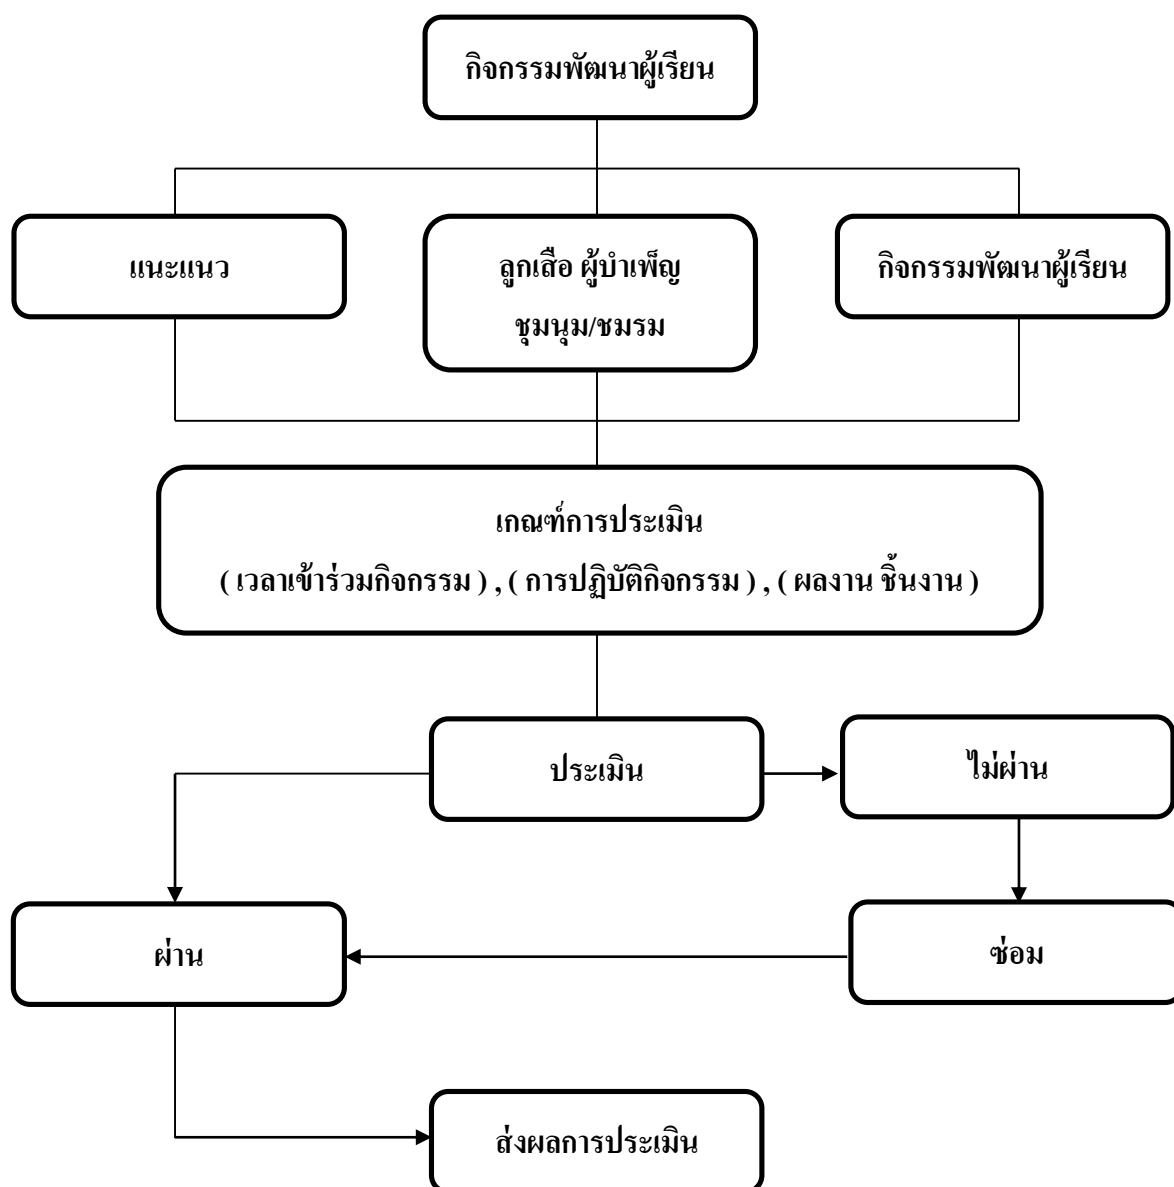 กิจกรรมพัฒนาผู้เรียน
แนะแนว
ลูกเสือ ผู้บำเพ็ญ
ชุมนุม/ชมรม
กิจกรรมพัฒนาผู้เรียน
เกณฑ์การประเมิน
( เวลาเข้าร่วมกิจกรรม ) , ( การปฏิบัติกิจกรรม ) , ( ผลงาน ชิ้นงาน )
ประเมิน
ไม่ผ่าน
ผ่าน
ซ่อม
ส่งผลการประเมิน